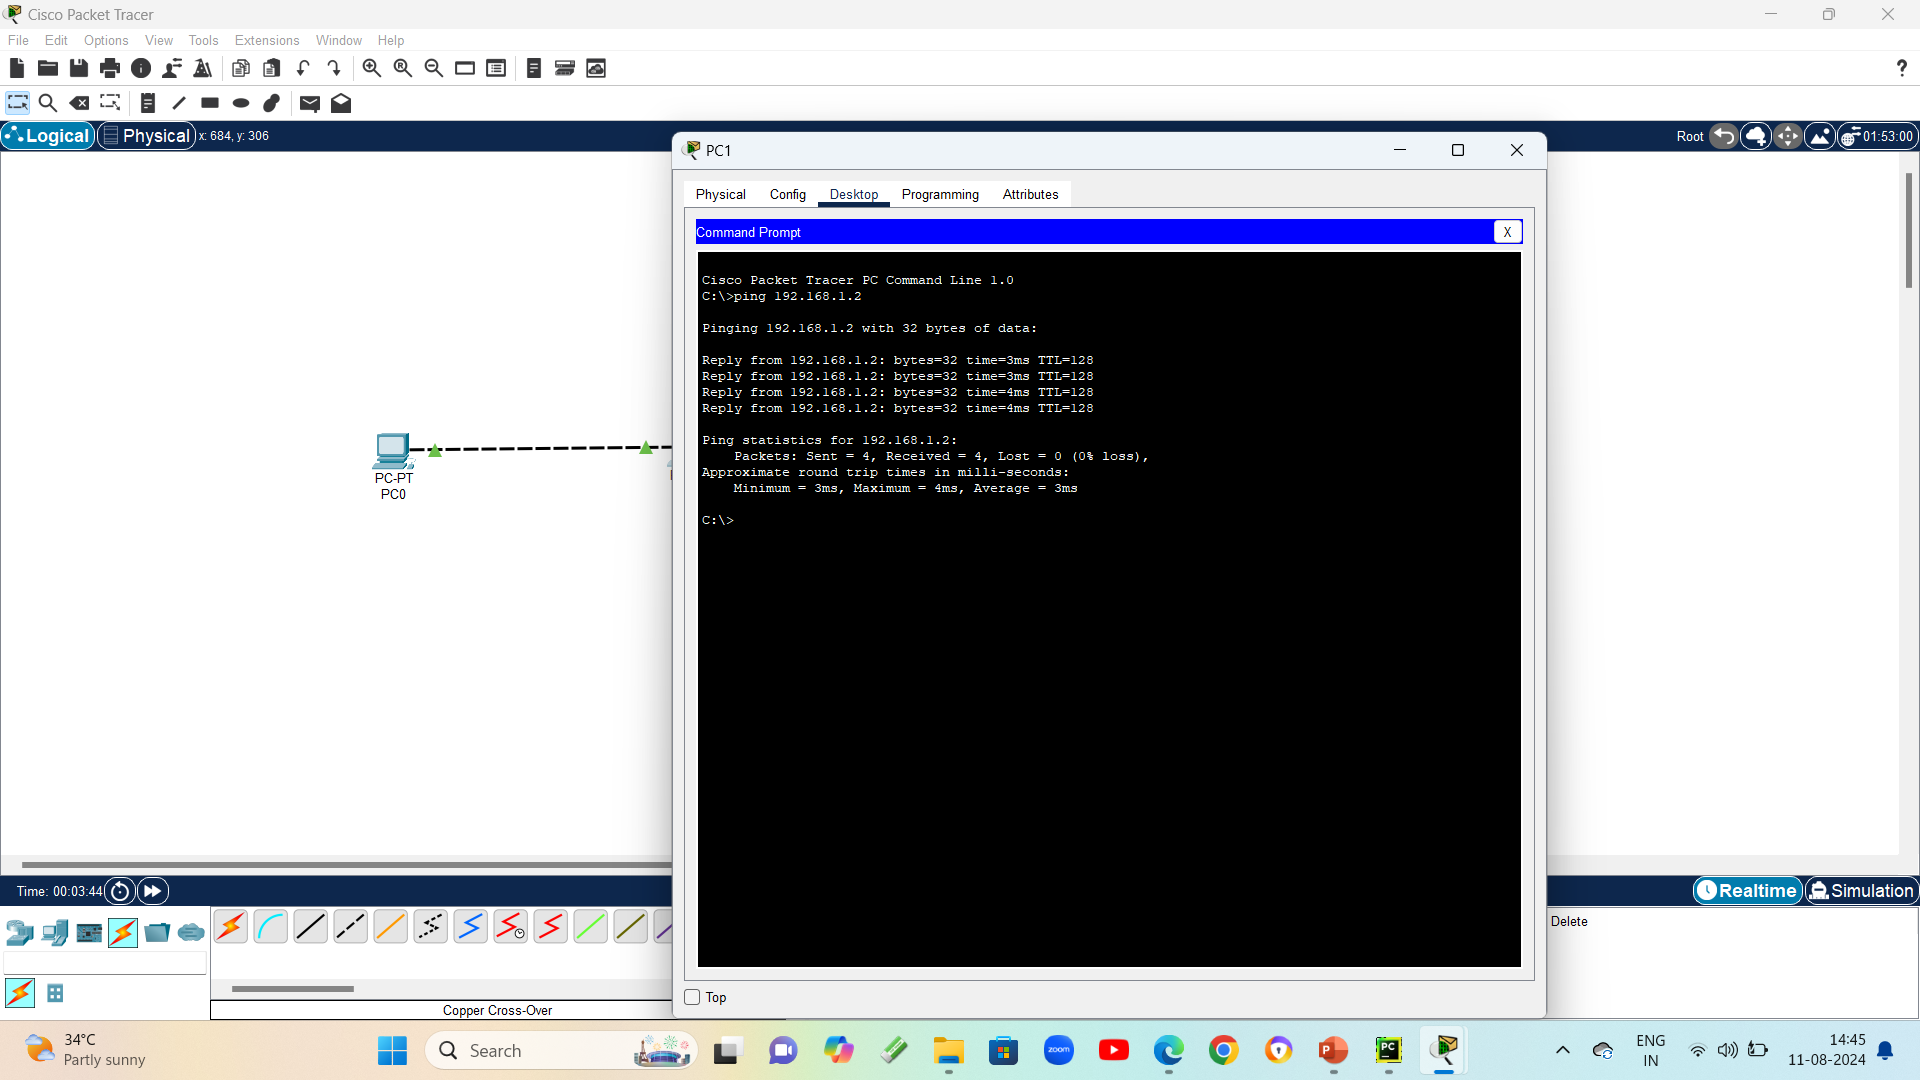 Cisco Packet Tracer
File Edit Options View Tools Extensions Window Help
Logical Physical x: 684, y: 306 Root 01:53:00
PC1
Physical Config Desktop Programming Attributes
Command Prompt X
Cisco Packet Tracer PC Command Line 1.0
C:\>ping 192.168.1.2
Pinging 192.168.1.2 with 32 bytes of data:
Reply from 192.168.1.2: bytes=32 time=3ms TTL=128
Reply from 192.168.1.2: bytes=32 time=3ms TTL=128
Reply from 192.168.1.2: bytes=32 time=4ms TTL=128
Reply from 192.168.1.2: bytes=32 time=4ms TTL=128
Ping statistics for 192.168.1.2:
Packets: Sent = 4, Received = 4, Lost = 0 (0% loss),
Approximate round trip times in milli-seconds:
Minimum = 3ms, Maximum = 4ms, Average = 3ms
C:\>
PC-PT
PC0
Top
Time: 00:03:44 Realtime Simulation
Delete
Copper Cross-Over
34°C
Partly sunny
Search
zoom
P
PC
ENG
IN
14:45
11-08-2024